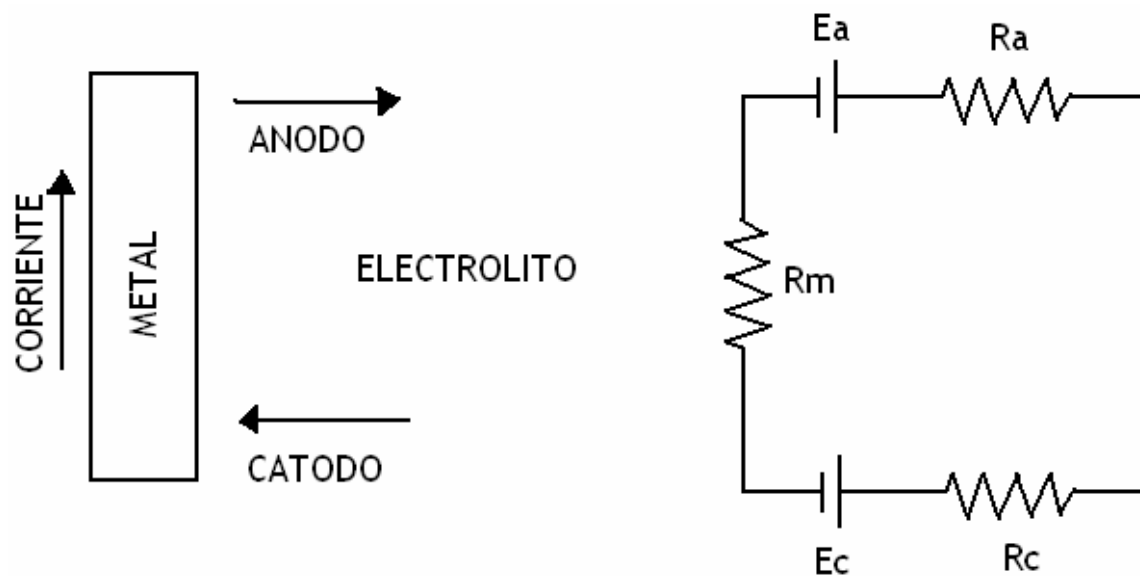 CORRIENTE
METAL
ANODO
ELECTROLITO
CATODO
Ea
Ra
Rm
Ec
Rc